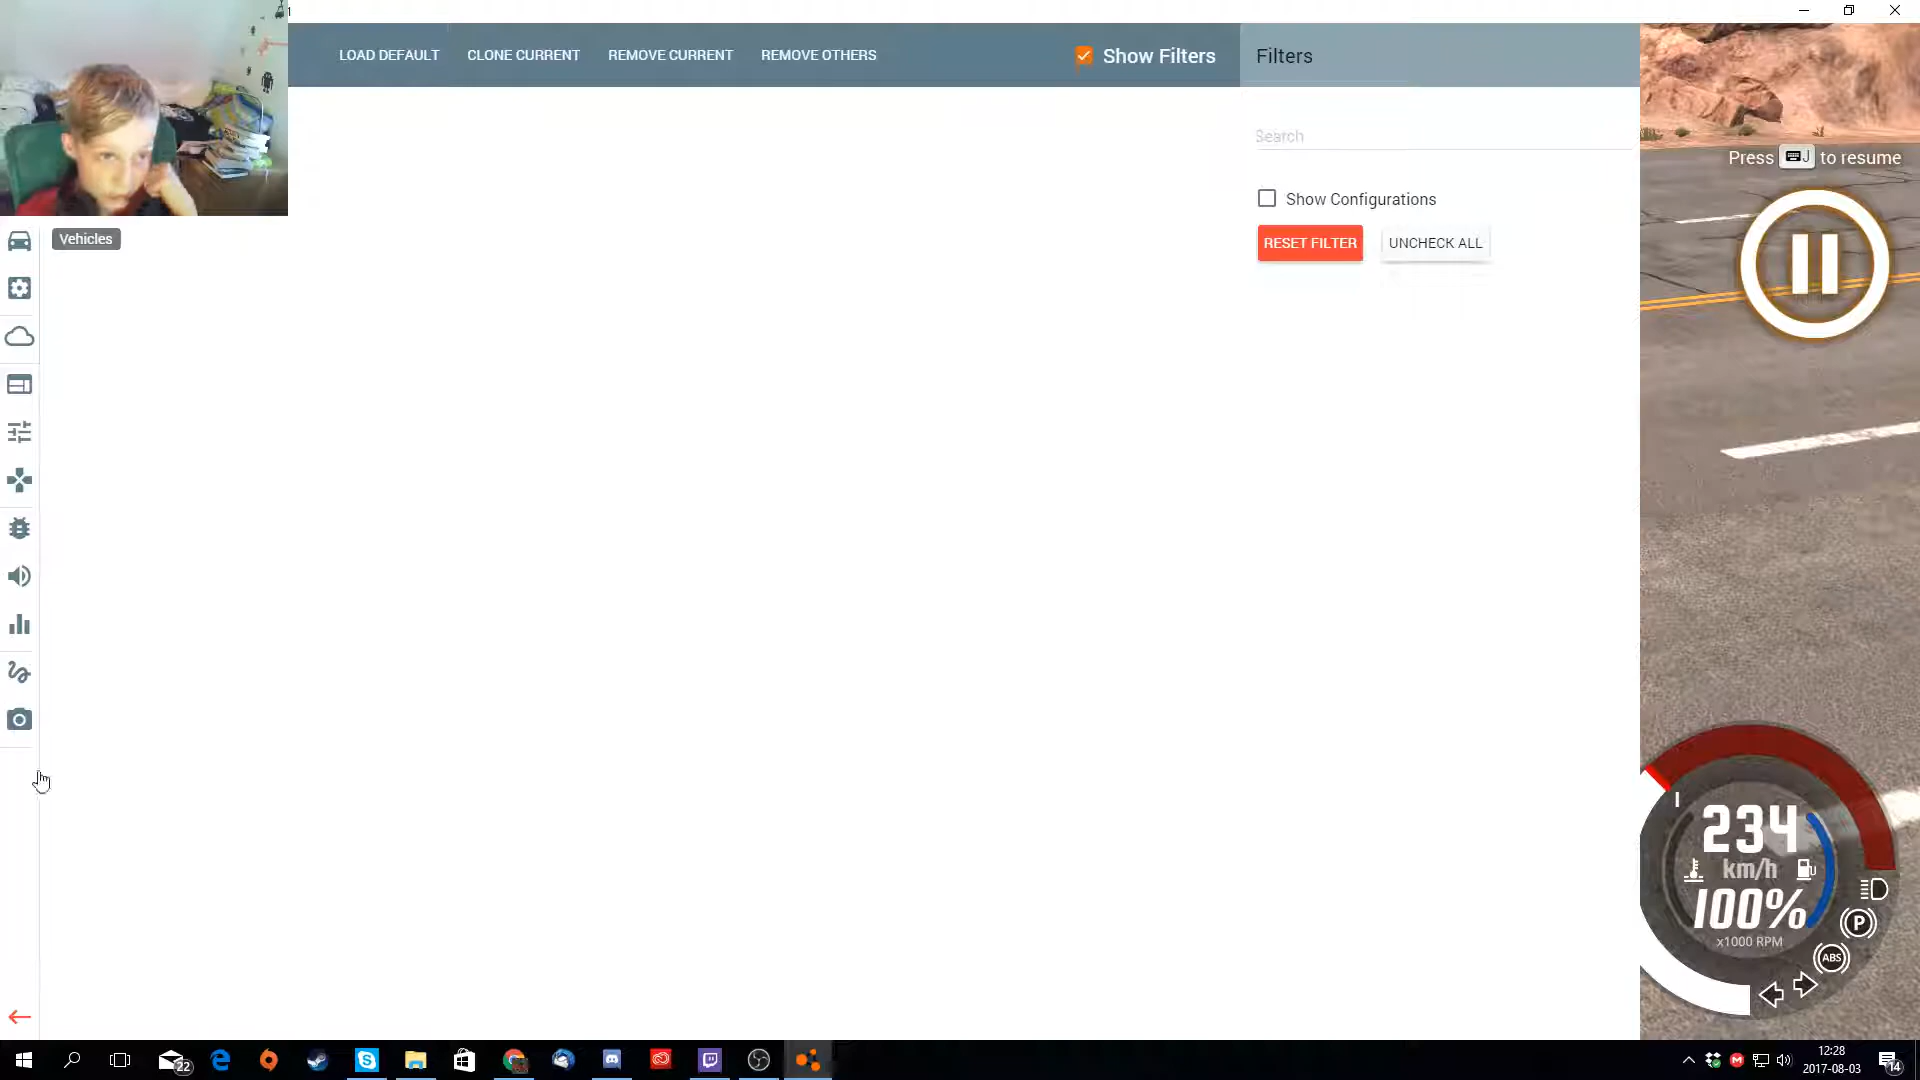 LOAD DEFAULT CLONE CURRENT REMOVE CURRENT REMOVE OTHERS Show Filters Filters
Search
Press J to resume
Show Configurations
Vehicles
RESET FILTER UNCHECK ALL
234
km/h
100%
x1000 RPM
P
ABS
22
12:28
2017-08-03
14